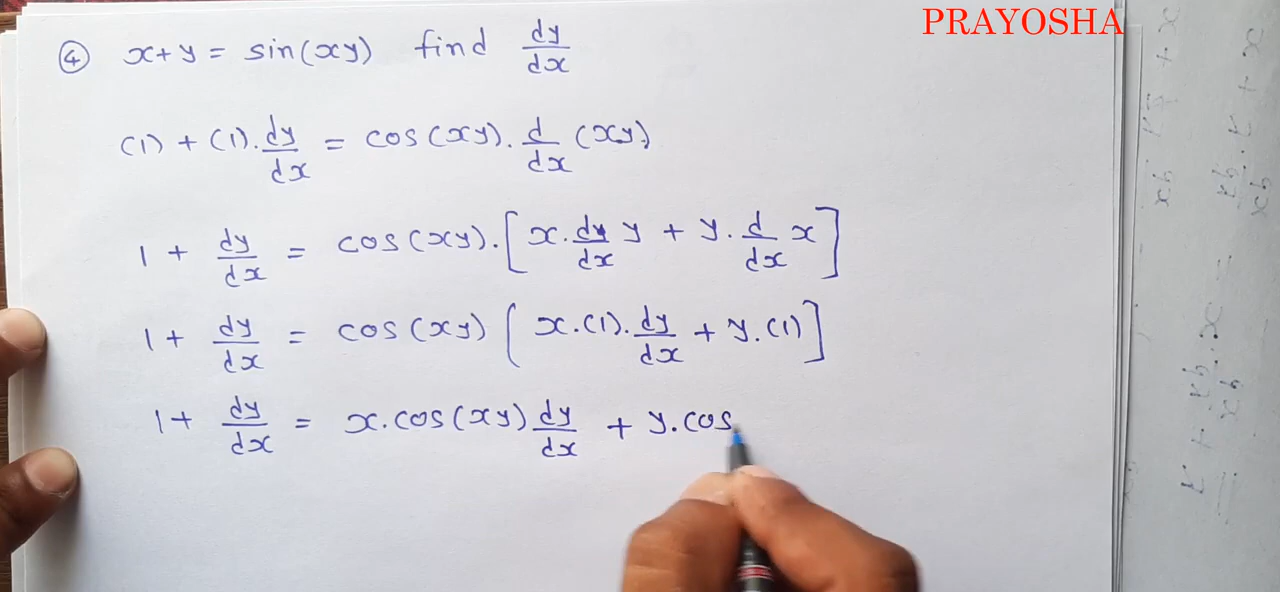 PRAYOSHA
④ x+y = sin(xy) find dy/dx
(1) + (1).dy/dx = cos(xy). d/dx (xy)
1 + dy/dx = cos(xy).[x.dy/dx y + y.d/dx x]
1 + dy/dx = cos(xy) [x.(1).dy/dx + y.(1)]
1 + dy/dx = x.cos(xy) dy/dx + y.cos